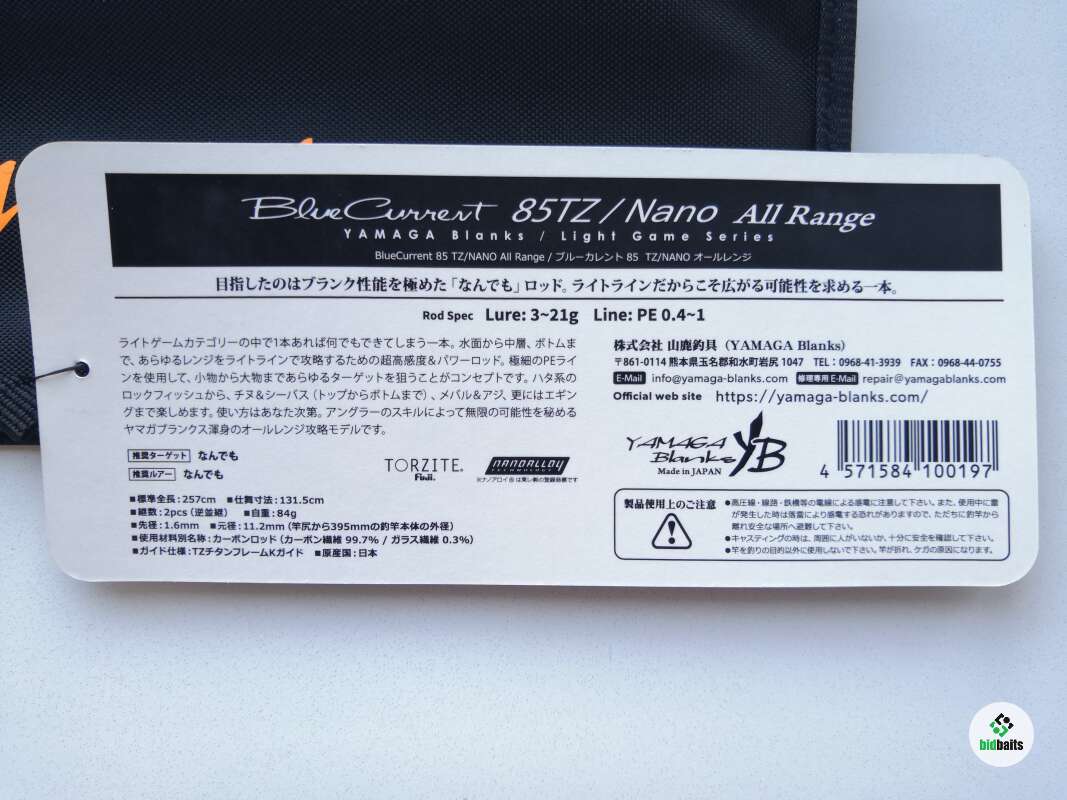 BlueCurrent 85TZ/Nano All Range
YAMAGA Blanks / Light Game Series
BlueCurrent 85 TZ/NANO All Range / ブルーカレント 85 TZ/NANO オールレンジ
目指したのはブランク性能を極めた「なんでも」ロッド。ライトラインだからこそ広がる可能性を求める一本。
Rod Spec Lure: 3~21g Line: PE 0.4~1
ライトゲームカテゴリーの中で1本あれば何でもできてしまう一本。水面から中層、ボトムま
で、あらゆるレンジをライトラインで攻略するための超高感度&パワーロッド。極細のPEライ
ンを使用して、小物から大物まであらゆるターゲットを狙うことがコンセプトです。ハタ系の
ロックフィッシュから、チヌ&シーバス（トップからボトムまで）、メバル&アジ、更にはエギン
グまで楽しめます。使い方はあなた次第。アングラーのスキルによって無限の可能性を秘める
ヤマガブランクス渾身のオールレンジ攻略モデルです。
推奨ターゲット なんでも
推奨ルアー なんでも
TORZITE®
Fuji.
NANOALLOY
TECHNOLOGY
※ナノアロイ®は東レ㈱の登録商標です
■標準全長:257cm ■仕舞寸法:131.5cm
■継数:2pcs（逆並継） ■自重:84g
■先径:1.6mm ■元径:11.2mm（竿尻から395mmの釣竿本体の外径）
■使用材料別名称:カーボンロッド（カーボン繊維 99.7% / ガラス繊維 0.3%）
■ガイド仕様:TZチタンフレームKガイド ■原産国:日本
株式会社 山鹿釣具（YAMAGA Blanks）
〒861-0114 熊本県玉名郡和水町岩尻 1047 TEL:0968-41-3939 FAX:0968-44-0755
E-Mail info@yamaga-blanks.com 修理専用 E-Mail repair@yamagablanks.com
Official web site https://yamaga-blanks.com/
YAMAGA
Blanks
Made in JAPAN
YB
4 571584 100197
製品使用上のご注意
●高圧線・線路・鉄橋等の電線による感電に注意して下さい。また、使用中に雷
が発生した時は落雷により感電する恐れがありますので、ただちに釣竿から
離れ安全な場所へ避難して下さい。
●キャスティングの時は、周囲に人がいないか、十分に安全を確認して下さい。
●竿を釣りの目的以外に使用しないで下さい。竿が折れ、ケガの原因になります。
bidbaits